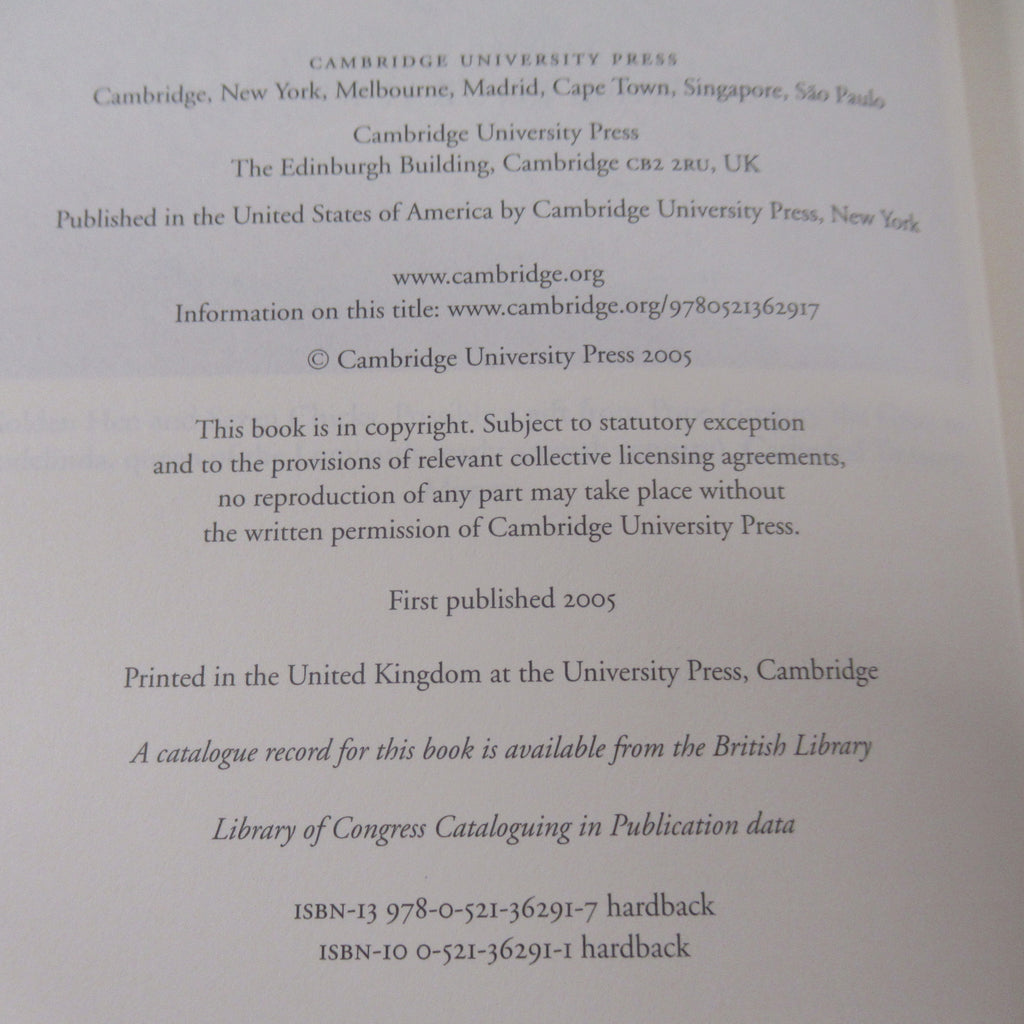 CAMBRIDGE UNIVERSITY PRESS
Cambridge, New York, Melbourne, Madrid, Cape Town, Singapore, São Paulo
Cambridge University Press
The Edinburgh Building, Cambridge CB2 2RU, UK
Published in the United States of America by Cambridge University Press, New York
www.cambridge.org
Information on this title: www.cambridge.org/9780521362917
© Cambridge University Press 2005
This book is in copyright. Subject to statutory exception
and to the provisions of relevant collective licensing agreements,
no reproduction of any part may take place without
the written permission of Cambridge University Press.
First published 2005
Printed in the United Kingdom at the University Press, Cambridge
A catalogue record for this book is available from the British Library
Library of Congress Cataloguing in Publication data
ISBN-13 978-0-521-36291-7 hardback
ISBN-10 0-521-36291-1 hardback